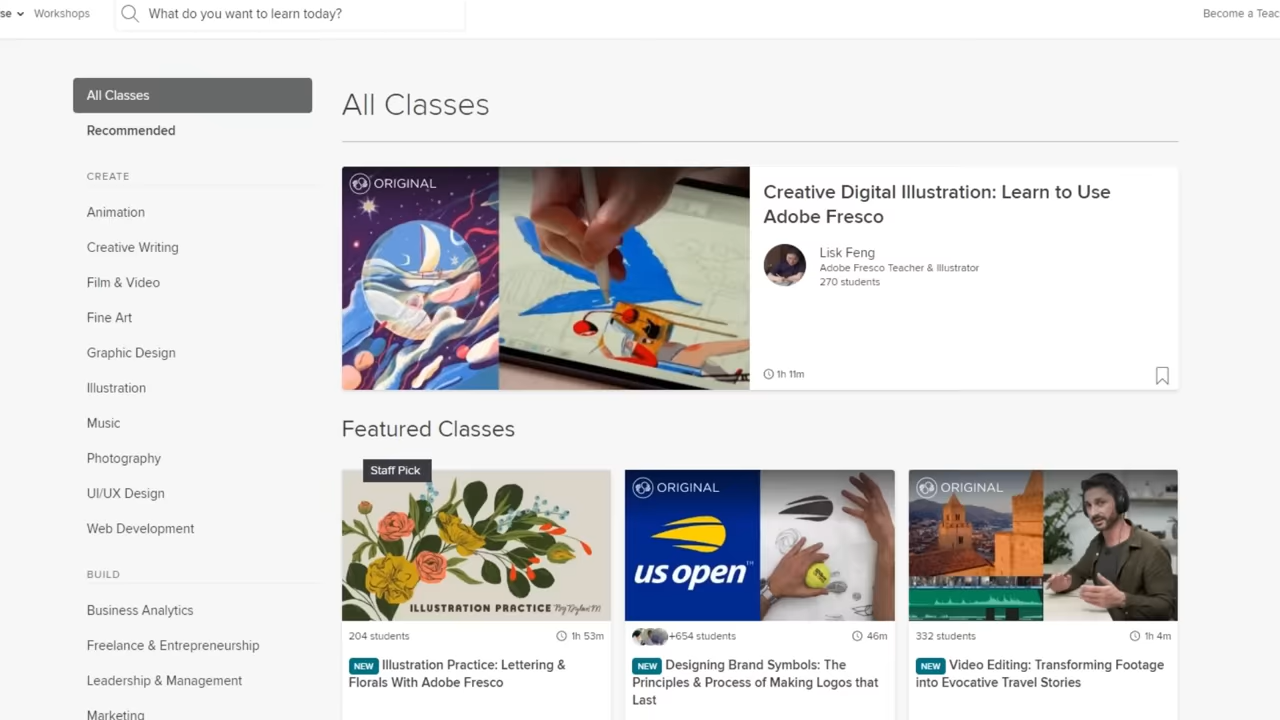 se Workshops What do you want to learn today? Become a Teac
All Classes
Recommended
CREATE
Animation
Creative Writing
Film & Video
Fine Art
Graphic Design
Illustration
Music
Photography
UI/UX Design
Web Development
BUILD
Business Analytics
Freelance & Entrepreneurship
Leadership & Management
Marketing
All Classes
ORIGINAL
Creative Digital Illustration: Learn to Use
Adobe Fresco
Lisk Feng
Adobe Fresco Teacher & Illustrator
270 students
1h 11m
Featured Classes
Staff Pick
ILLUSTRATION PRACTICE
204 students 1h 53m
NEW Illustration Practice: Lettering &
Florals With Adobe Fresco
ORIGINAL
us open™
+654 students 46m
NEW Designing Brand Symbols: The
Principles & Process of Making Logos that
Last
ORIGINAL
332 students 1h 4m
NEW Video Editing: Transforming Footage
into Evocative Travel Stories